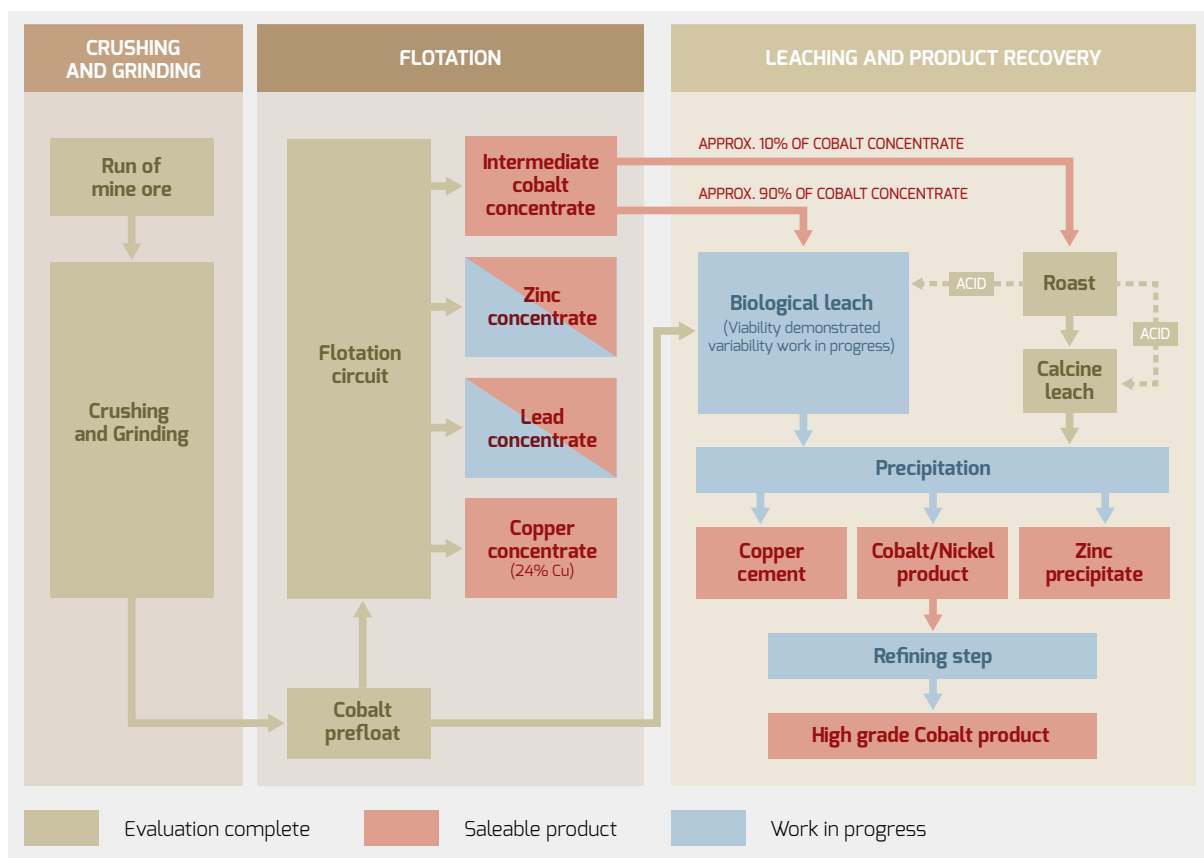 CRUSHING
AND GRINDING
FLOTATION
LEACHING AND PRODUCT RECOVERY
Run of
mine ore
Crushing
and Grinding
Flotation
circuit
Cobalt
prefloat
Intermediate
cobalt
concentrate
Zinc
concentrate
Lead
concentrate
Copper
concentrate
(24% Cu)
APPROX. 10% OF COBALT CONCENTRATE
APPROX. 90% OF COBALT CONCENTRATE
Biological leach
(Viability demonstrated
variability work in progress)
ACID
Roast
ACID
Calcine
leach
Precipitation
Copper
cement
Cobalt/Nickel
product
Zinc
precipitate
Refining step
High grade Cobalt product
Evaluation complete
Saleable product
Work in progress